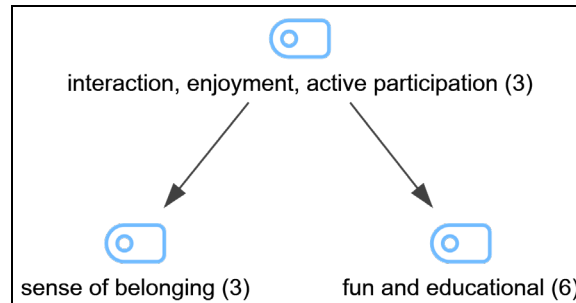 interaction, enjoyment, active participation (3)
sense of belonging (3)
fun and educational (6)